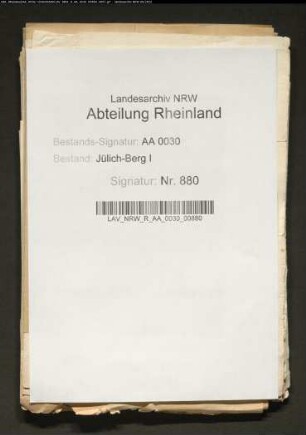 Landesarchiv NRW
Abteilung Rheinland
Bestands-Signatur: AA 0030
Bestand: Jülich-Berg I
Signatur: Nr. 880
LAV_NRW_R_AA_0030_00880